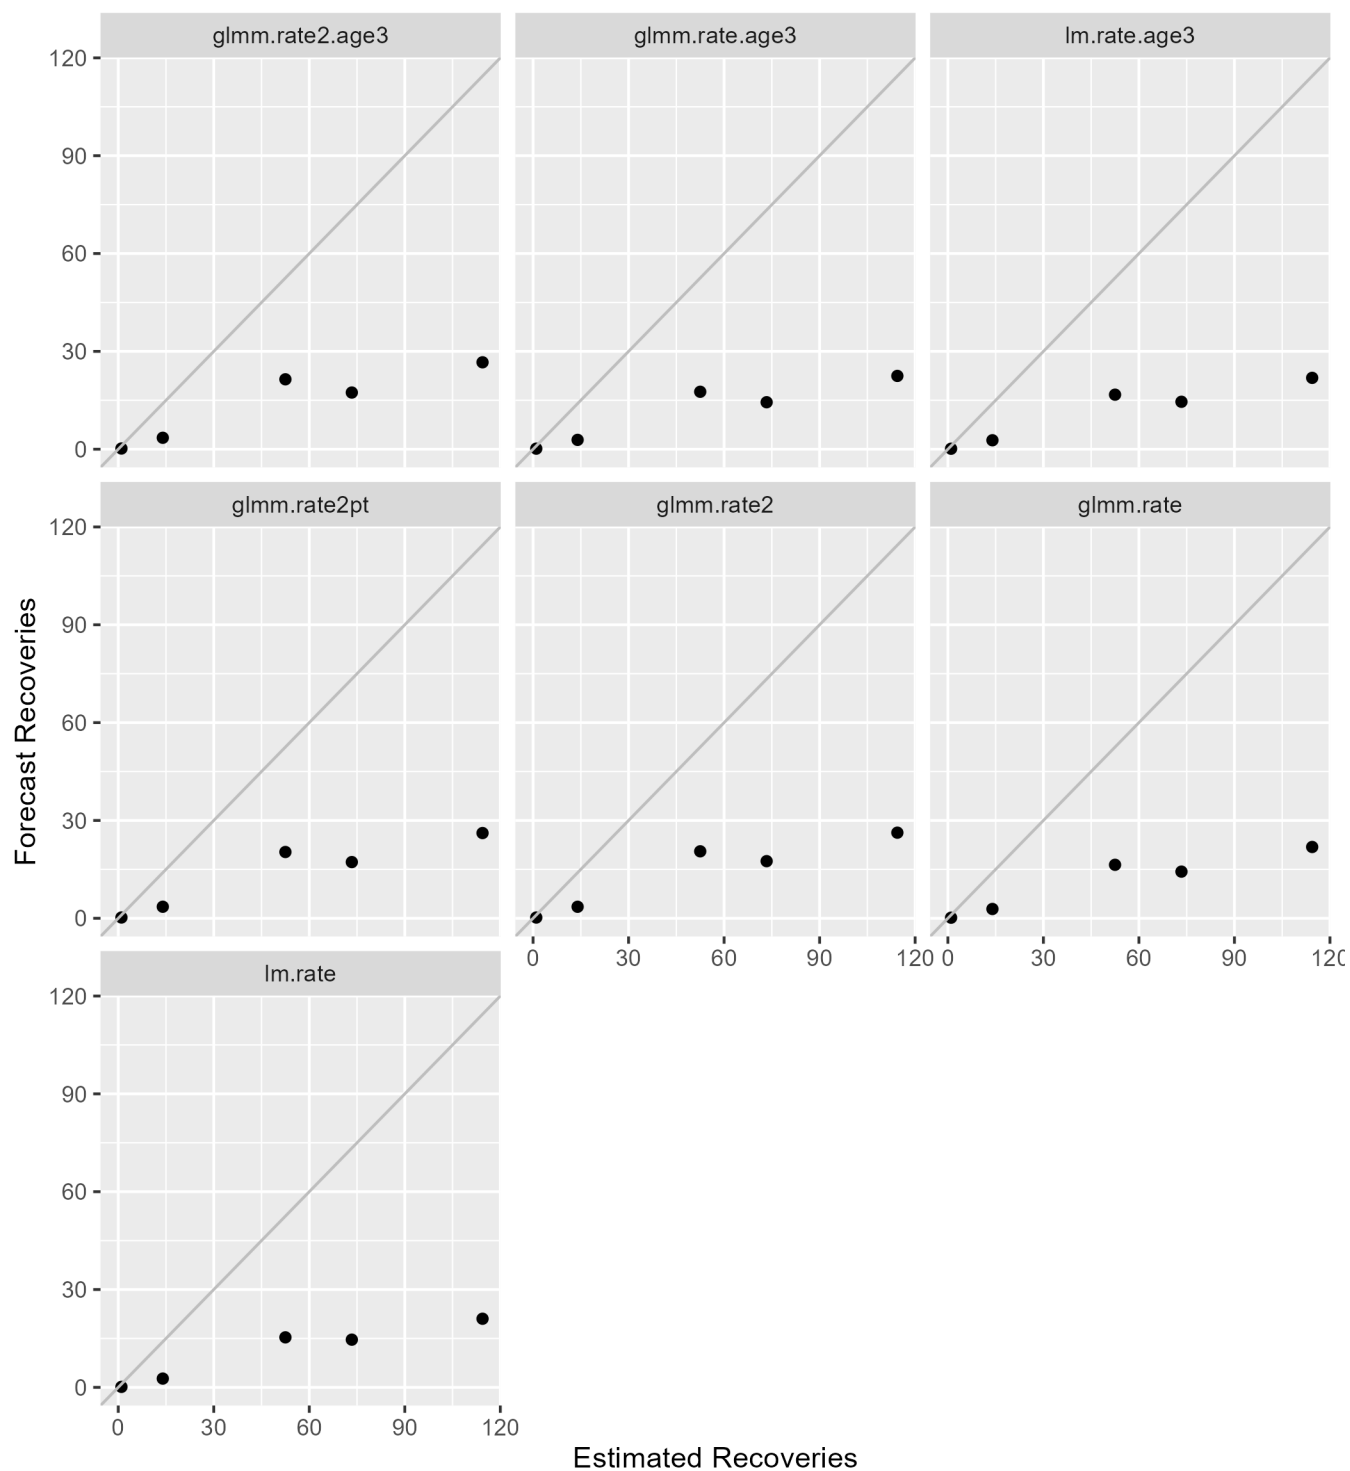 glmm.rate2.age3
glmm.rate.age3
lm.rate.age3
120
90
60
30
0
glmm.rate2pt
glmm.rate2
glmm.rate
120
90
60
30
0
0 30 60 90 120
0 30 60 90 120
lm.rate
120
90
60
30
0
0 30 60 90 120
Forecast Recoveries
Estimated Recoveries